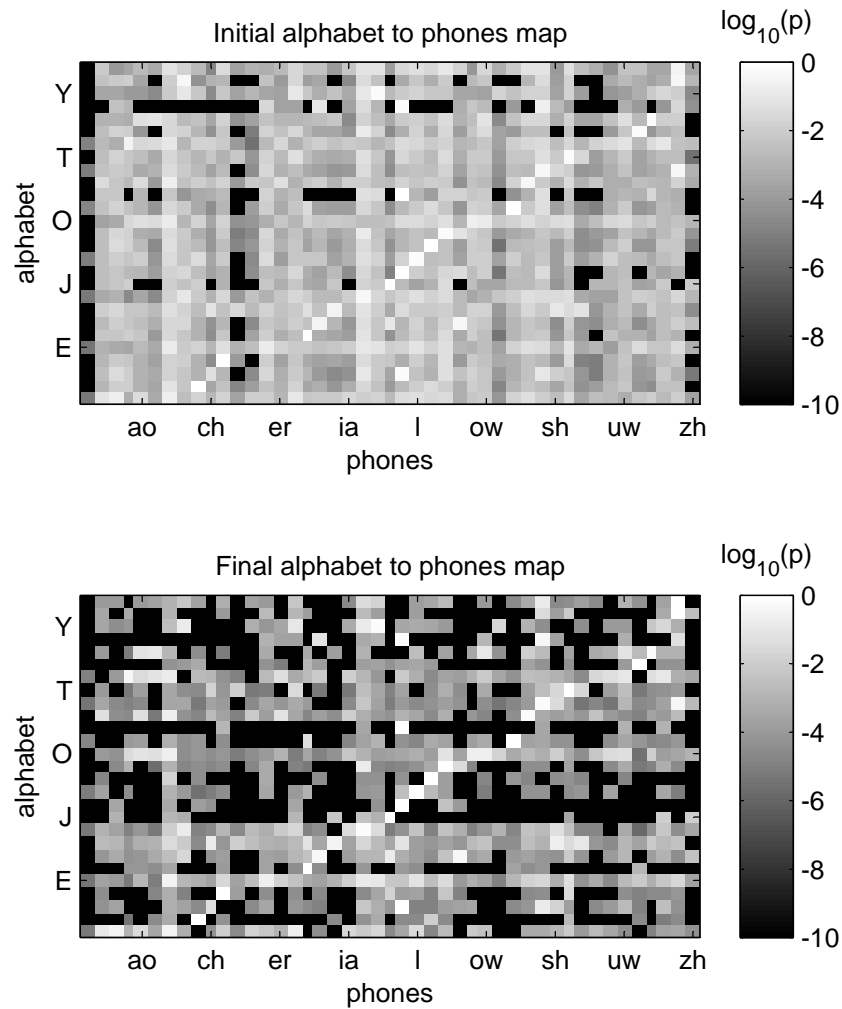 Initial alphabet to phones map
log10(p)
Y
T
O
J
E
alphabet
ao ch er ia l ow sh uw zh
phones
0
-2
-4
-6
-8
-10
Final alphabet to phones map
log10(p)
Y
T
O
J
E
alphabet
ao ch er ia l ow sh uw zh
phones
0
-2
-4
-6
-8
-10